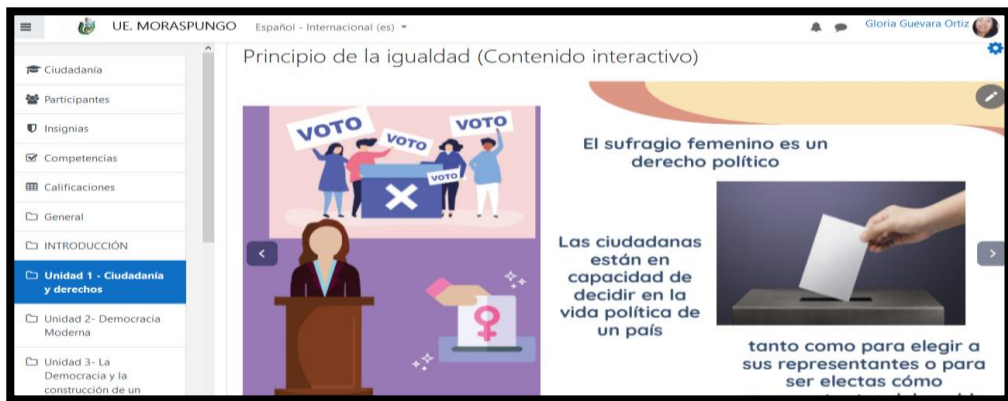 UE. MORASPUNGO Español - Internacional (es)
Gloria Guevara Ortiz
Ciudadanía
Participantes
Insignias
Competencias
Calificaciones
General
INTRODUCCIÓN
Unidad 1 - Ciudadanía
y derechos
Unidad 2- Democracia
Moderna
Unidad 3- La
Democracia y la
construcción de un
Principio de la igualdad (Contenido interactivo)
VOTO
VOTO
VOTO
VOTO
VOTO
El sufragio femenino es un
derecho político
Las ciudadanas
están en
capacidad de
decidir en la
vida política de
un país
tanto como para elegir a
sus representantes o para
ser electas cómo